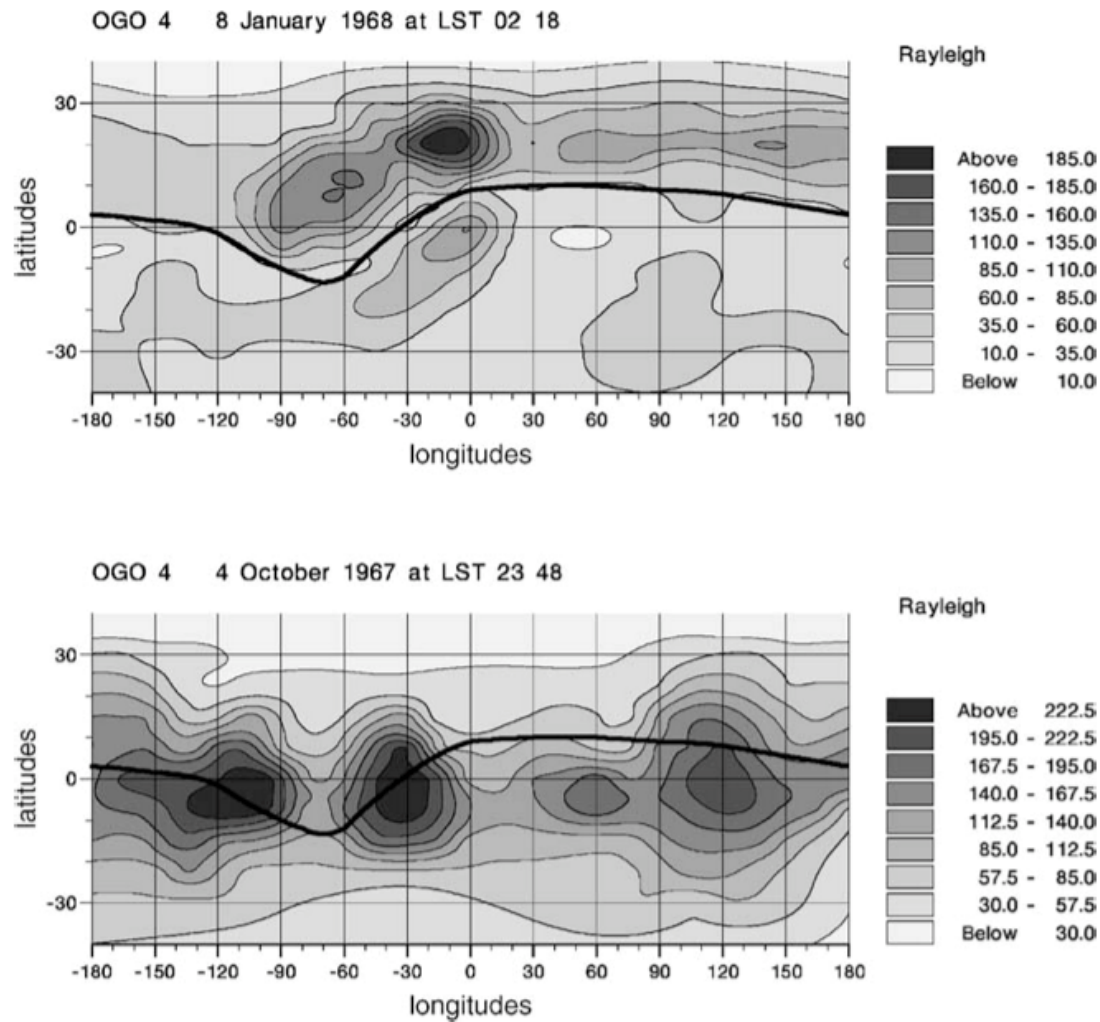 OGO 4 8 January 1968 at LST 02 18
Rayleigh
30
0
-30
latitudes
-180 -150 -120 -90 -60 -30 0 30 60 90 120 150 180
longitudes
Above 185.0
160.0 - 185.0
135.0 - 160.0
110.0 - 135.0
85.0 - 110.0
60.0 - 85.0
35.0 - 60.0
10.0 - 35.0
Below 10.0
OGO 4 4 October 1967 at LST 23 48
Rayleigh
30
0
-30
latitudes
-180 -150 -120 -90 -60 -30 0 30 60 90 120 150 180
longitudes
Above 222.5
195.0 - 222.5
167.5 - 195.0
140.0 - 167.5
112.5 - 140.0
85.0 - 112.5
57.5 - 85.0
30.0 - 57.5
Below 30.0